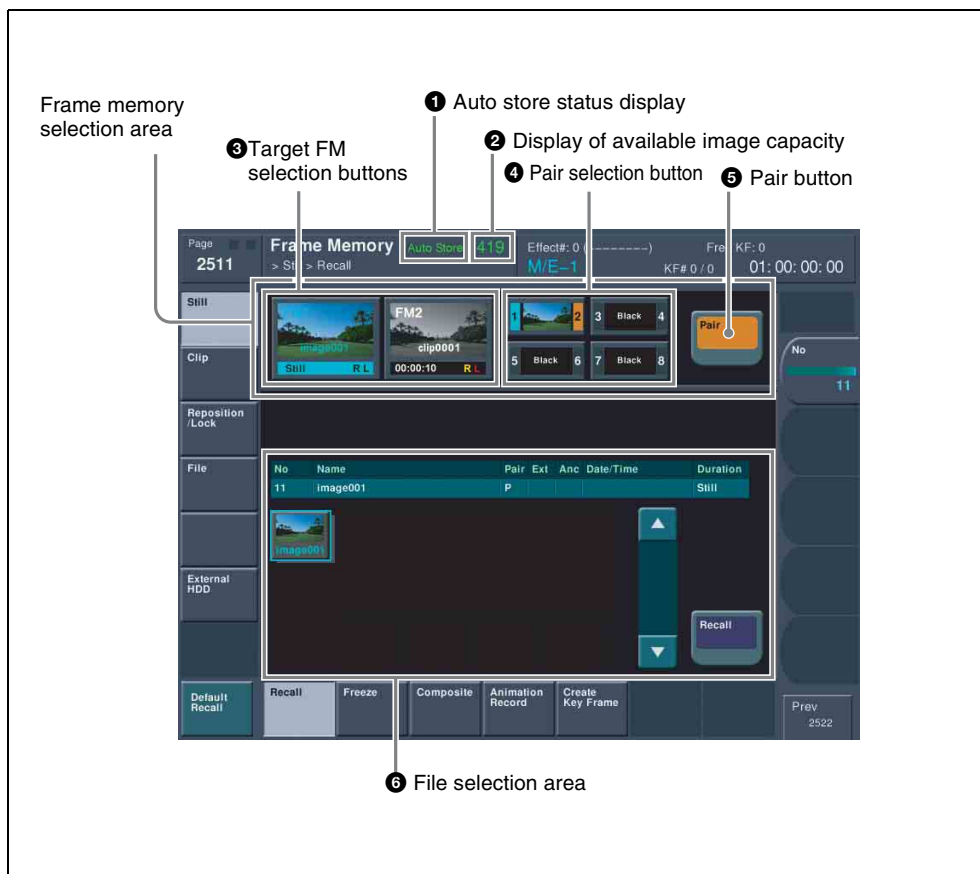 Frame memory
selection area
❶ Auto store status display
❷ Display of available image capacity
❸Target FM
selection buttons
❹ Pair selection button
❺ Pair button
Page
2511
Frame Memory
> Still > Recall
Auto Store
419
Effect#: 0 (--------)
M/E–1
KF# 0 / 0
KF: 0
01: 00: 00: 00
Still
Clip
Reposition
/Lock
File
External
HDD
Default
Recall
image001
Still R L
FM2
clip0001
00:00:10 R L
1 2 3 Black 4
5 Black 6 7 Black 8
Pair
No
11
No Name Pair Ext Anc Date/Time Duration
11 image001 P Still
image001
Recall
Recall
Freeze
Composite
Animation
Record
Create
Key Frame
Prev
2522
❻ File selection area